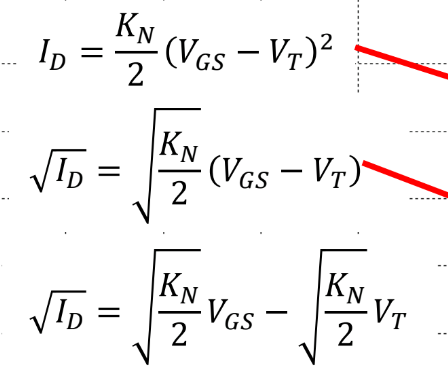 I_D = K_N/2 (V_GS − V_T)²
√I_D = √(K_N/2) (V_GS − V_T)
√I_D = √(K_N/2) V_GS − √(K_N/2) V_T